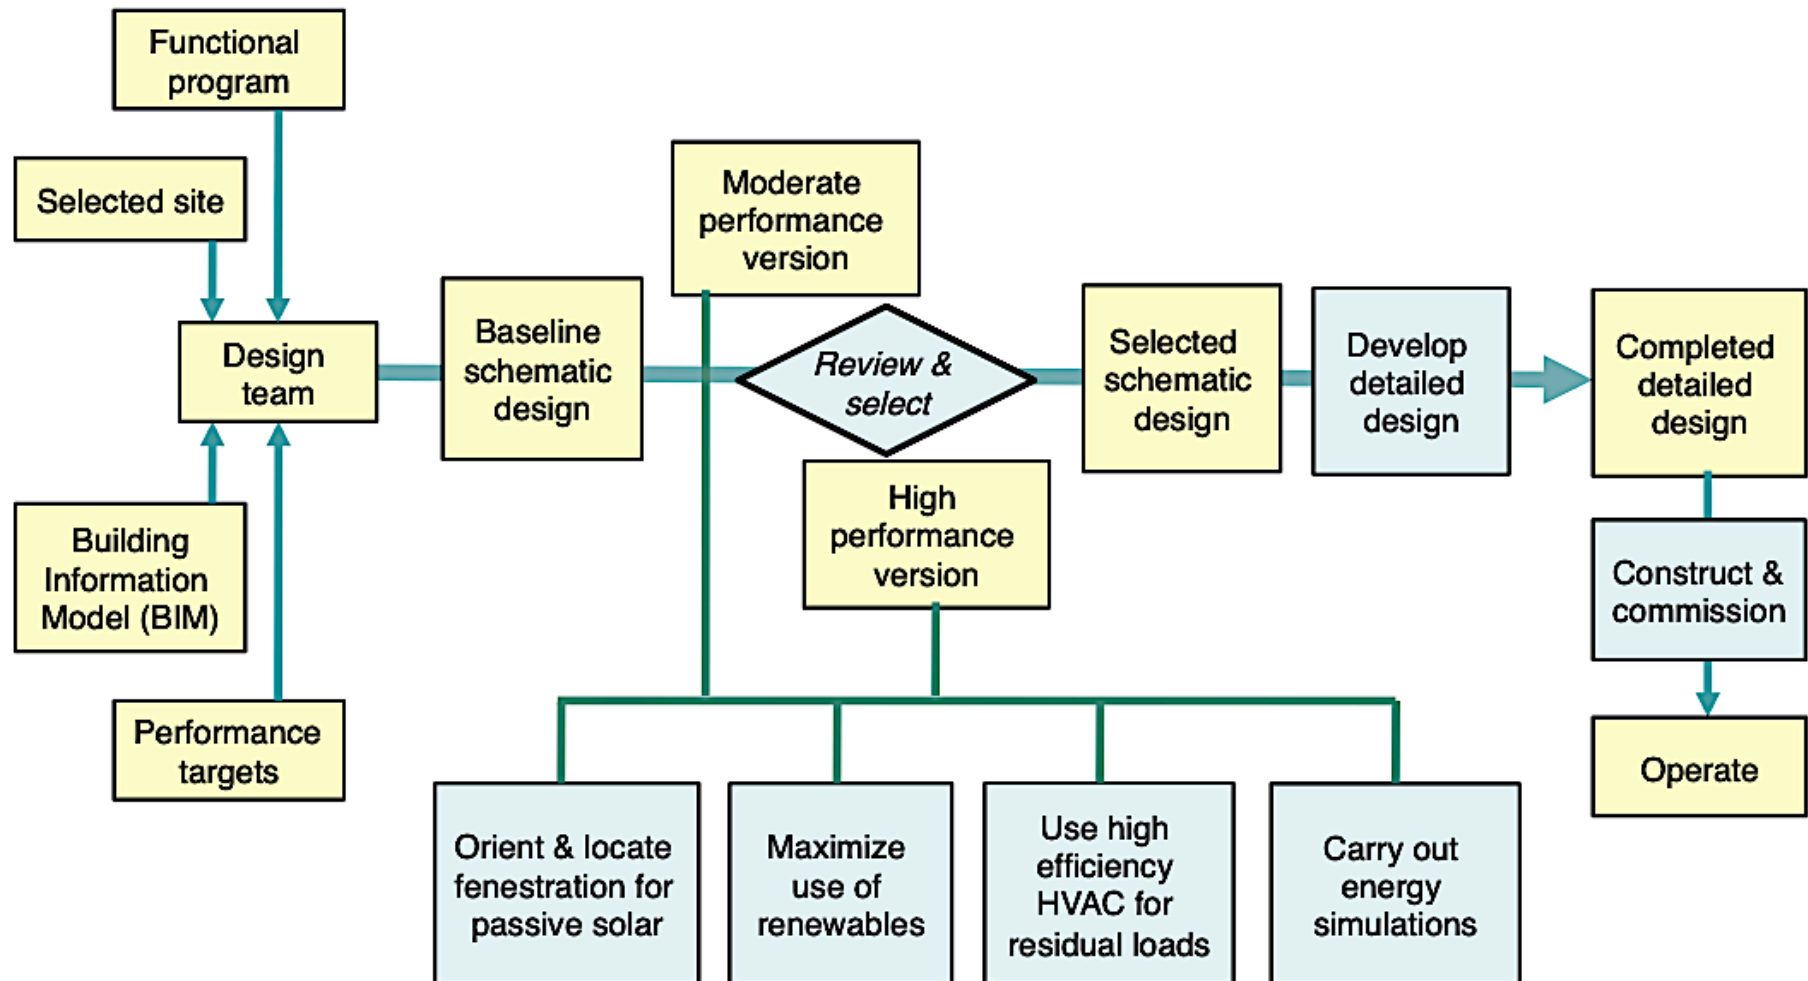 Functional
program
Selected site
Design
team
Building
Information
Model (BIM)
Performance
targets
Baseline
schematic
design
Moderate
performance
version
Review &
select
High
performance
version
Selected
schematic
design
Develop
detailed
design
Completed
detailed
design
Construct &
commission
Operate
Orient & locate
fenestration for
passive solar
Maximize
use of
renewables
Use high
efficiency
HVAC for
residual loads
Carry out
energy
simulations